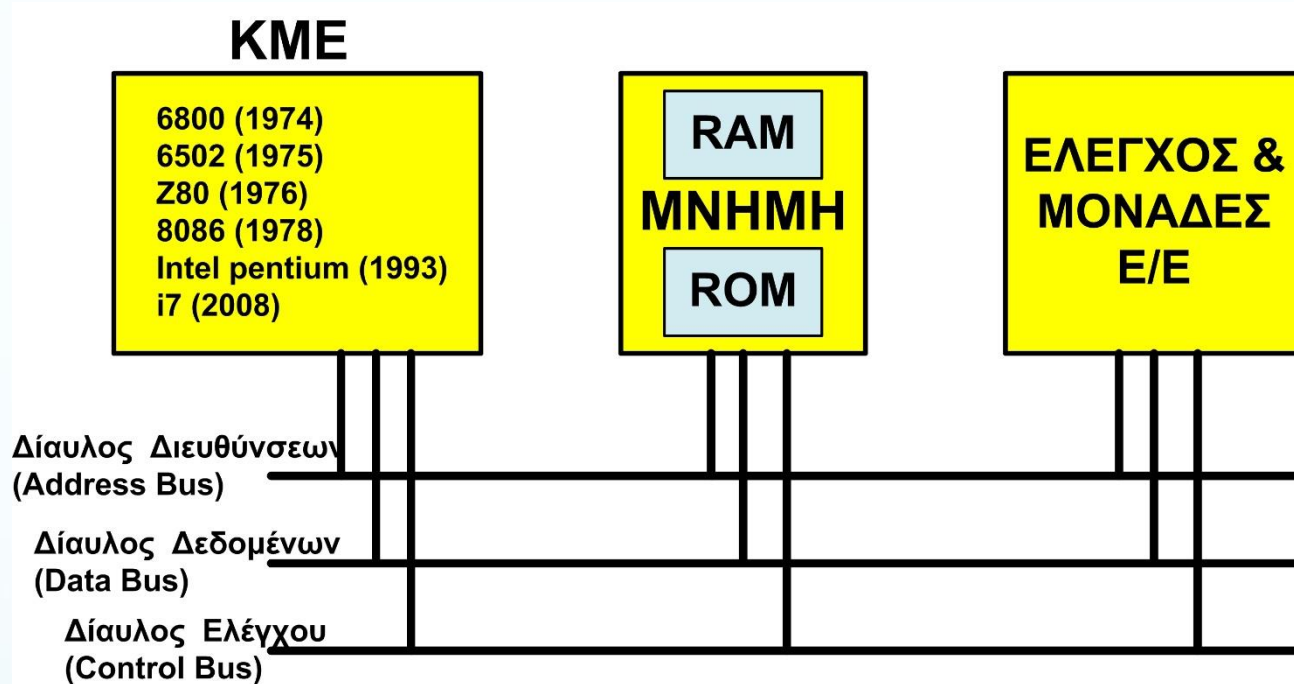 ΚΜΕ
6800 (1974)
6502 (1975)
Z80 (1976)
8086 (1978)
Intel pentium (1993)
i7 (2008)
RAM
ΜΝΗΜΗ
ROM
ΕΛΕΓΧΟΣ &
ΜΟΝΑΔΕΣ
Ε/Ε
Δίαυλος Διευθύνσεων
(Address Bus)
Δίαυλος Δεδομένων
(Data Bus)
Δίαυλος Ελέγχου
(Control Bus)